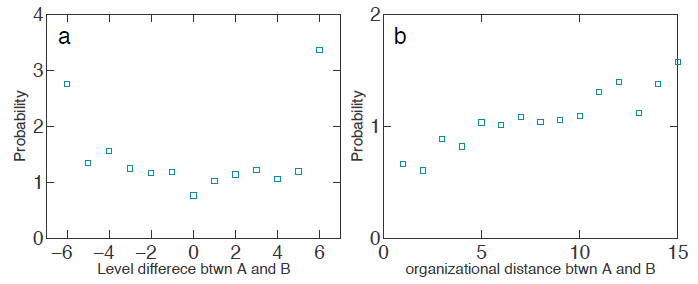 4
3
2
1
0
a
Probability
−6 −4 −2 0 2 4 6
Level differece btwn A and B
2
1
0
b
Probability
0 5 10 15
organizational distance btwn A and B